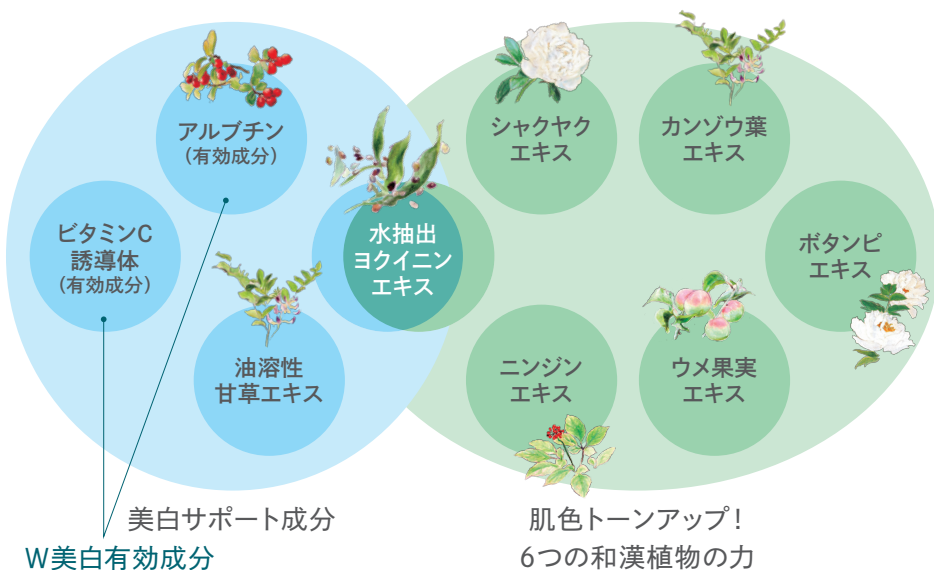 アルブチン
(有効成分)
ビタミンC
誘導体
(有効成分)
油溶性
甘草エキス
水抽出
ヨクイニン
エキス
シャクヤク
エキス
カンゾウ葉
エキス
ボタンピ
エキス
ニンジン
エキス
ウメ果実
エキス
美白サポート成分
W美白有効成分
肌色トーンアップ!
6つの和漢植物の力